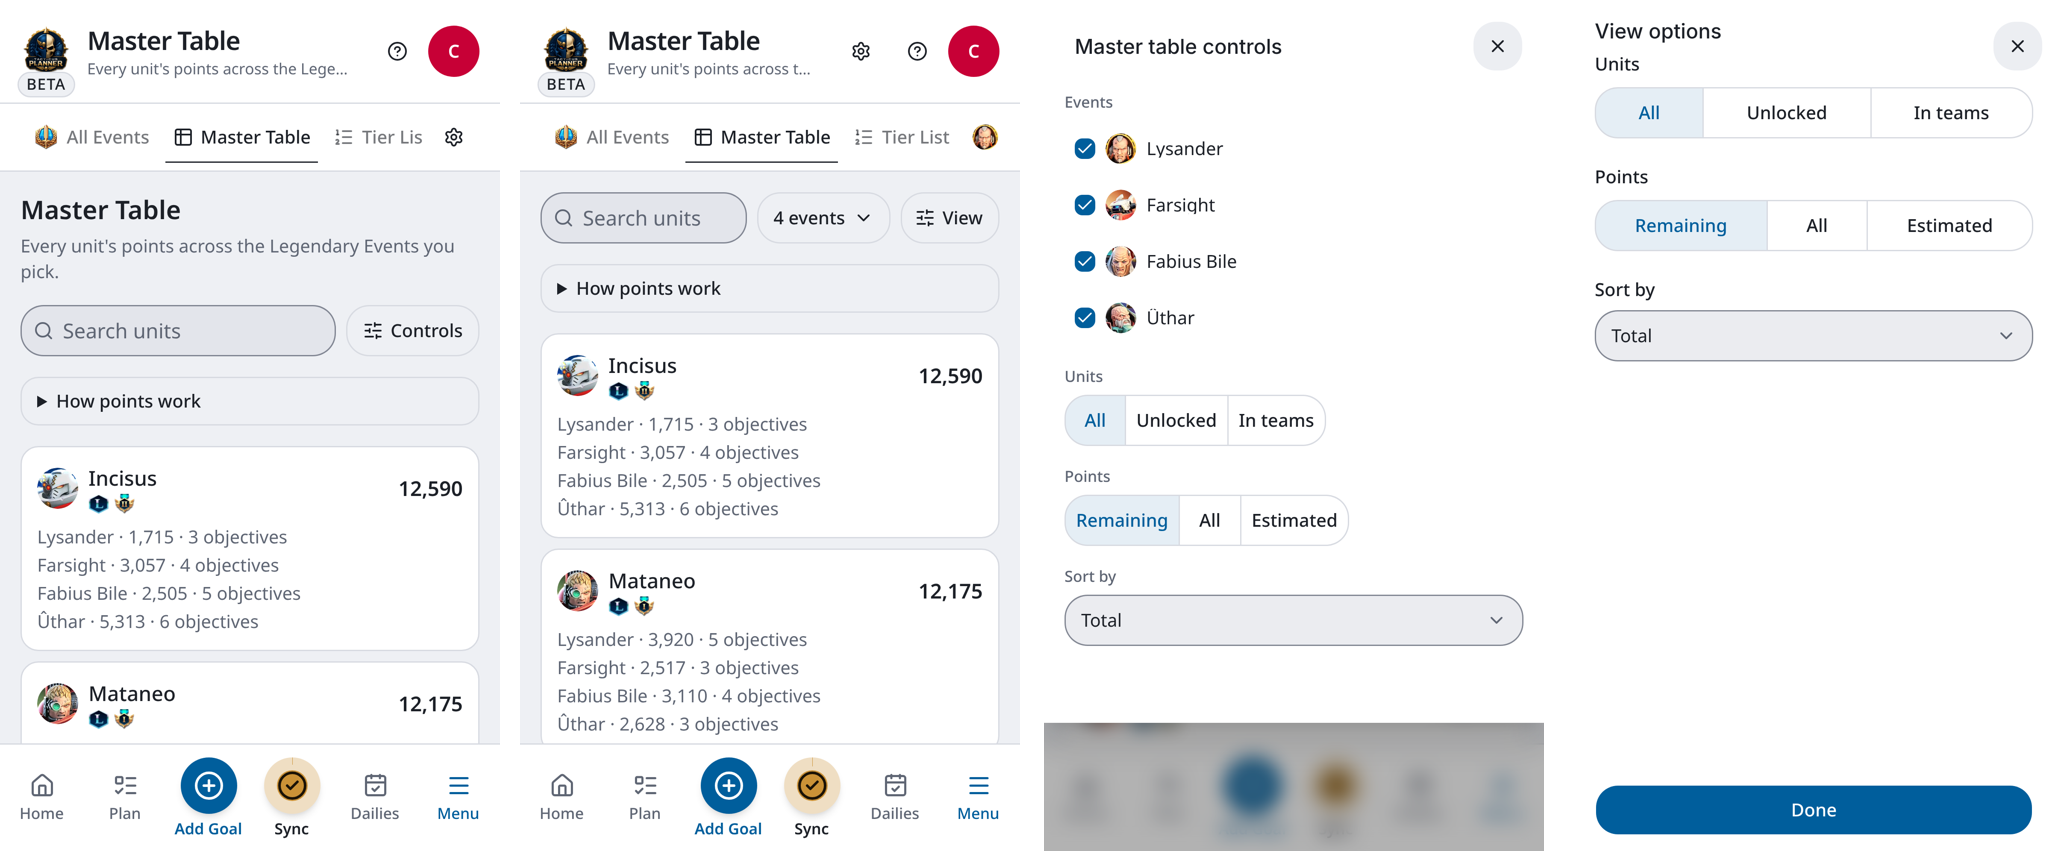 Master Table
Every unit's points across the Lege...
BETA
C
All Events
Master Table
Tier Lis
Master Table
Every unit's points across the Legendary Events you
pick.
Search units
Controls
How points work
Incisus
12,590
Lysander · 1,715 · 3 objectives
Farsight · 3,057 · 4 objectives
Fabius Bile · 2,505 · 5 objectives
Ûthar · 5,313 · 6 objectives
Mataneo
12,175
Home
Plan
Add Goal
Sync
Dailies
Menu
Master Table
Every unit's points across t...
BETA
C
All Events
Master Table
Tier List
Search units
4 events
View
How points work
Incisus
12,590
Lysander · 1,715 · 3 objectives
Farsight · 3,057 · 4 objectives
Fabius Bile · 2,505 · 5 objectives
Ûthar · 5,313 · 6 objectives
Mataneo
12,175
Lysander · 3,920 · 5 objectives
Farsight · 2,517 · 3 objectives
Fabius Bile · 3,110 · 4 objectives
Ûthar · 2,628 · 3 objectives
Home
Plan
Add Goal
Sync
Dailies
Menu
Master table controls
Events
Lysander
Farsight
Fabius Bile
Ûthar
Units
All
Unlocked
In teams
Points
Remaining
All
Estimated
Sort by
Total
View options
Units
All
Unlocked
In teams
Points
Remaining
All
Estimated
Sort by
Total
Done